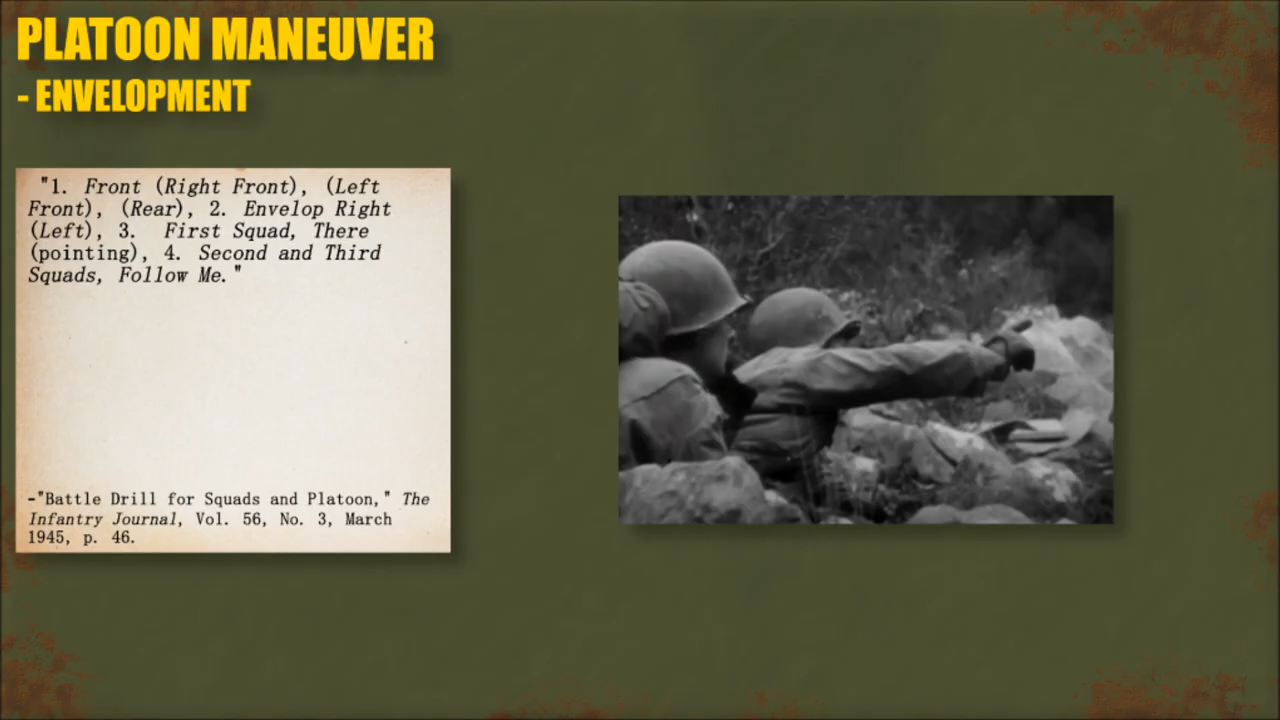 PLATOON MANEUVER
- ENVELOPMENT
"1. Front (Right Front), (Left
Front), (Rear), 2. Envelop Right
(Left), 3. First Squad, There
(pointing), 4. Second and Third
Squads, Follow Me."
-"Battle Drill for Squads and Platoon," The
Infantry Journal, Vol. 56, No. 3, March
1945, p. 46.